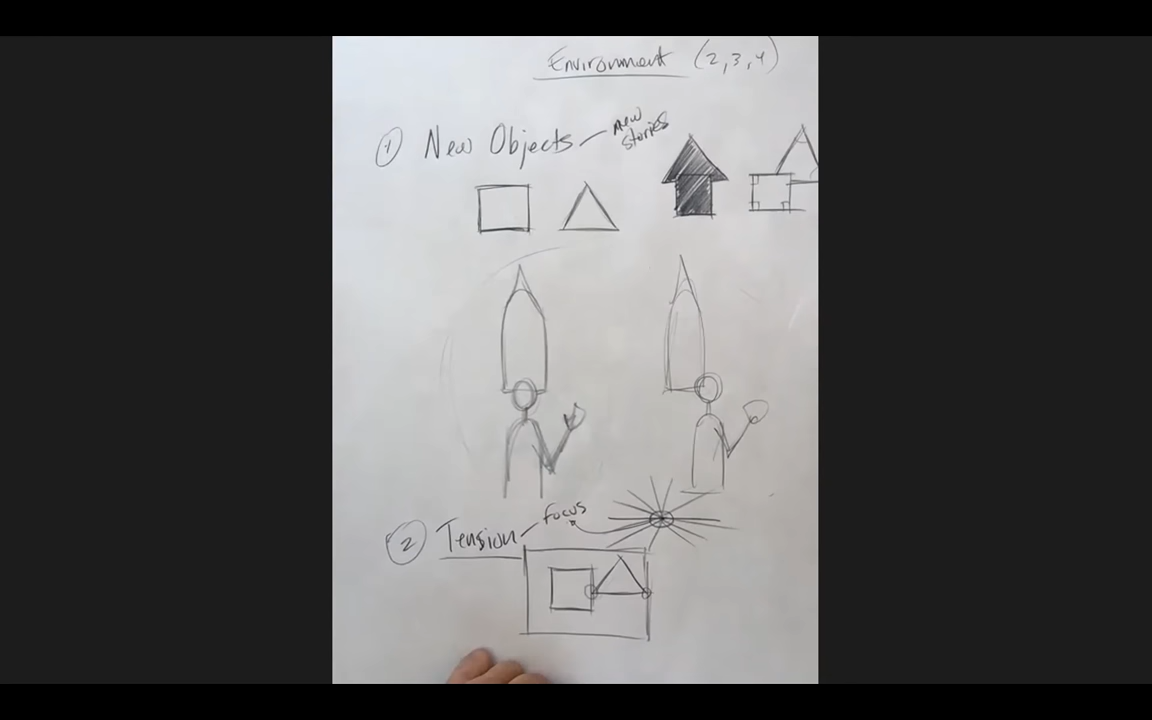 Environment (2,3,4)
1 New Objects
new
stories
focus
2 Tension